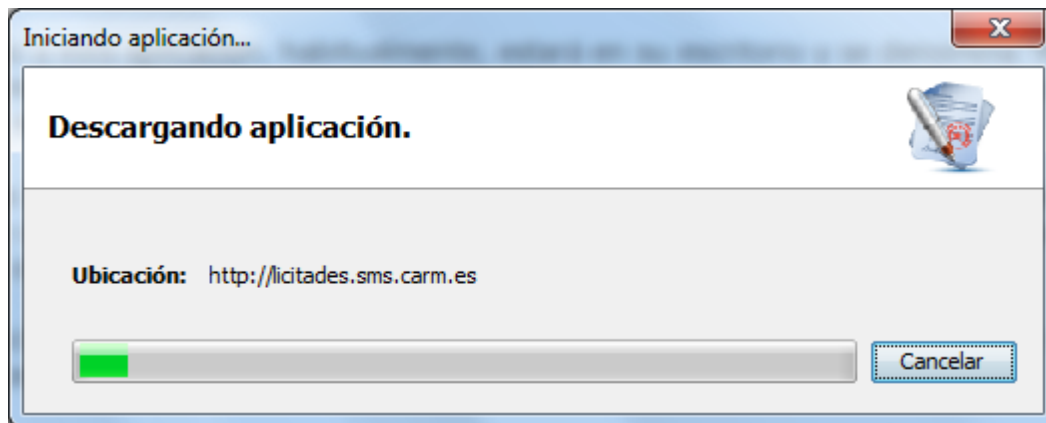 Iniciando aplicación...
Descargando aplicación.
Ubicación: http://licitades.sms.carm.es
Cancelar